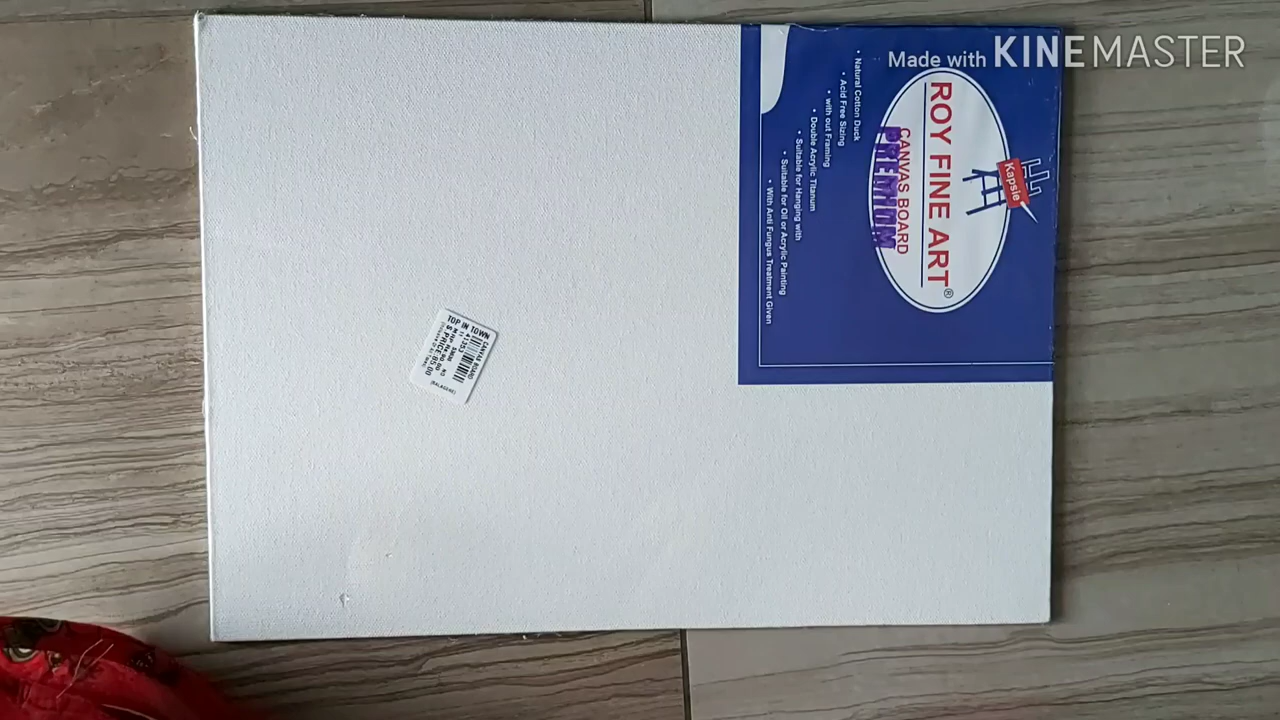 Made with KINEMASTER
Kapsie
ROY FINE ART®
CANVAS BOARD
PREMIUM
• Natural Cotton Duck
• Acid Free Sizing
• with out Framing
• Double Acrylic Titanum
• Suitable for Hanging with
• Suitable for Oil or Acrylic Painting
• With Anti Fungus Treatment Given
TOP IN TOWN
CANVAS BOARD